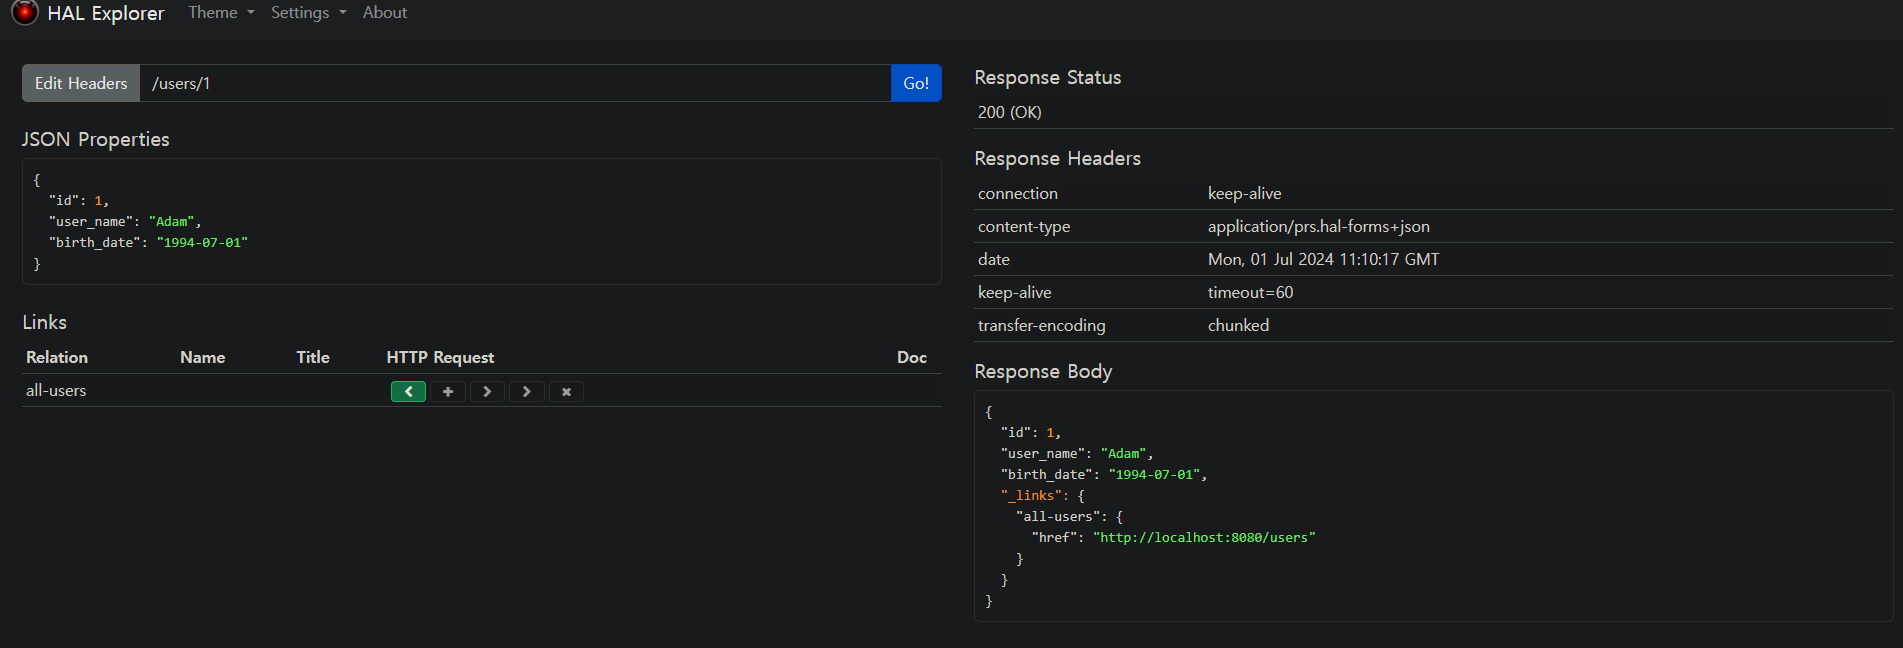 HAL Explorer Theme Settings About
Edit Headers /users/1 Go!
JSON Properties
{
  "id": 1,
  "user_name": "Adam",
  "birth_date": "1994-07-01"
}
Links
Relation Name Title HTTP Request Doc
all-users
Response Status
200 (OK)
Response Headers
connection keep-alive
content-type application/prs.hal-forms+json
date Mon, 01 Jul 2024 11:10:17 GMT
keep-alive timeout=60
transfer-encoding chunked
Response Body
{
  "id": 1,
  "user_name": "Adam",
  "birth_date": "1994-07-01",
  "_links": {
    "all-users": {
      "href": "http://localhost:8080/users"
    }
  }
}